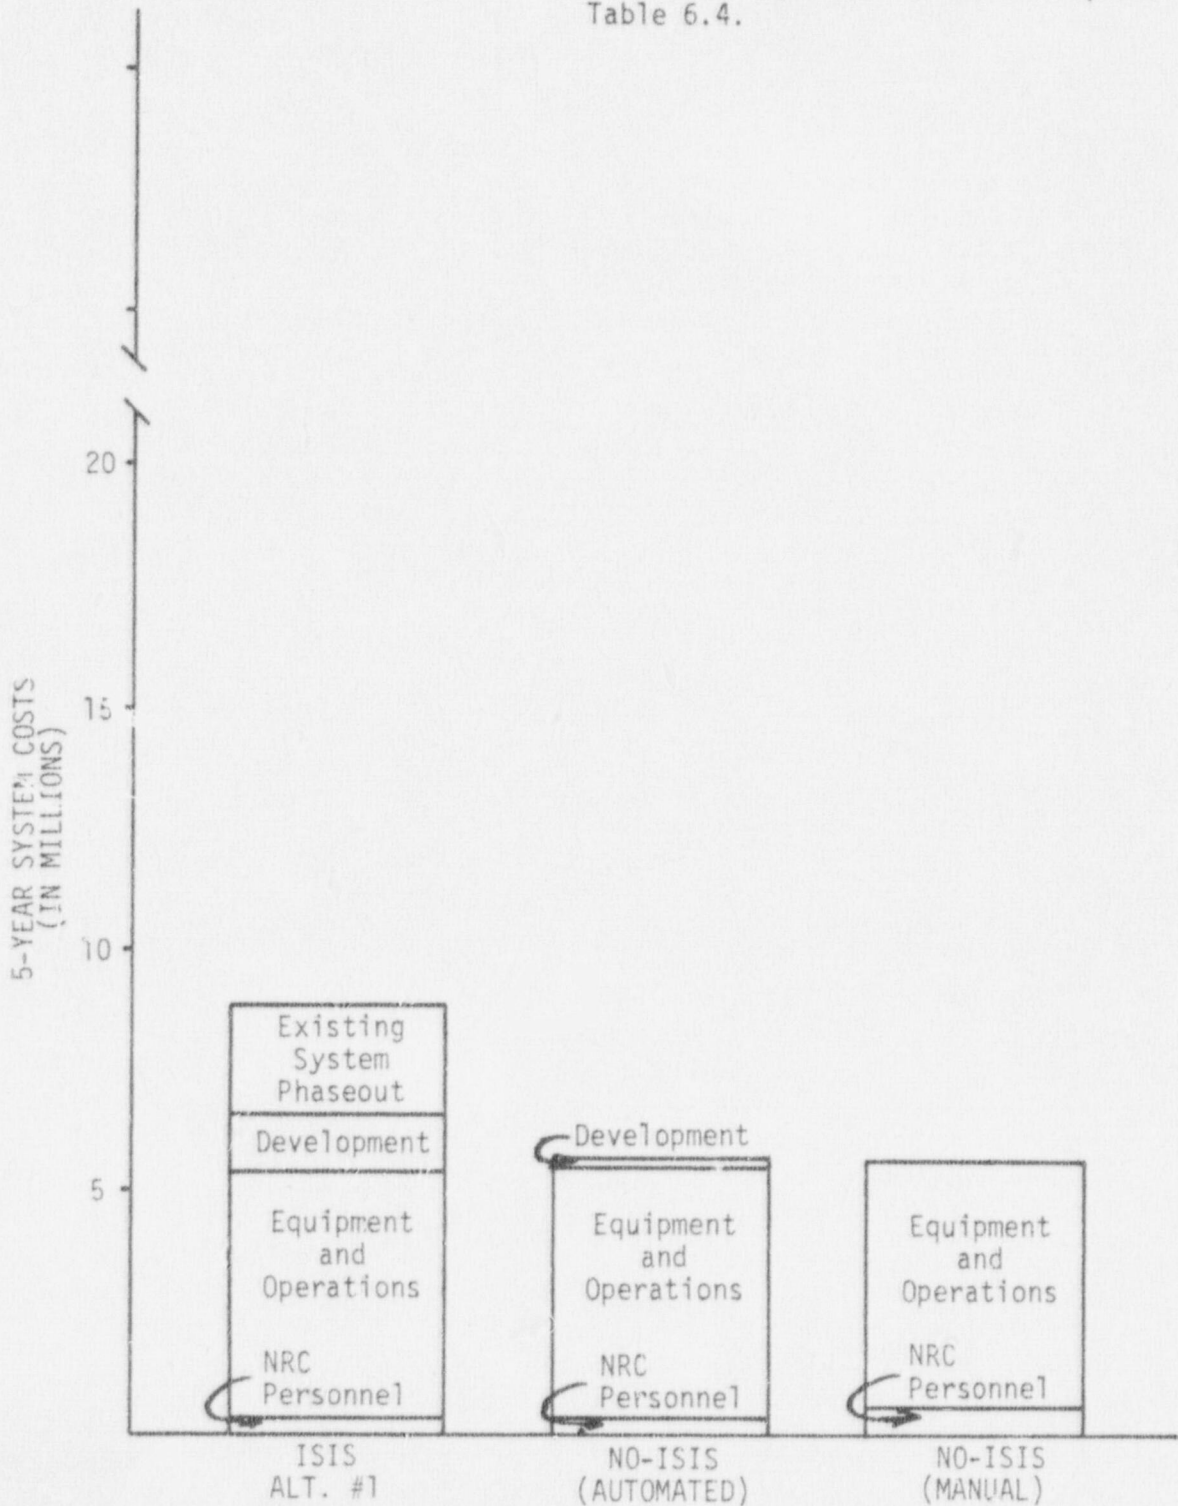 Table 6.4.
20
15
10
5
5-YEAR SYSTEM COSTS
(IN MILLIONS)
Existing
System
Phaseout
Development
Equipment
and
Operations
NRC
Personnel
ISIS
ALT. #1
Development
Equipment
and
Operations
NRC
Personnel
NO-ISIS
(AUTOMATED)
Equipment
and
Operations
NRC
Personnel
NO-ISIS
(MANUAL)